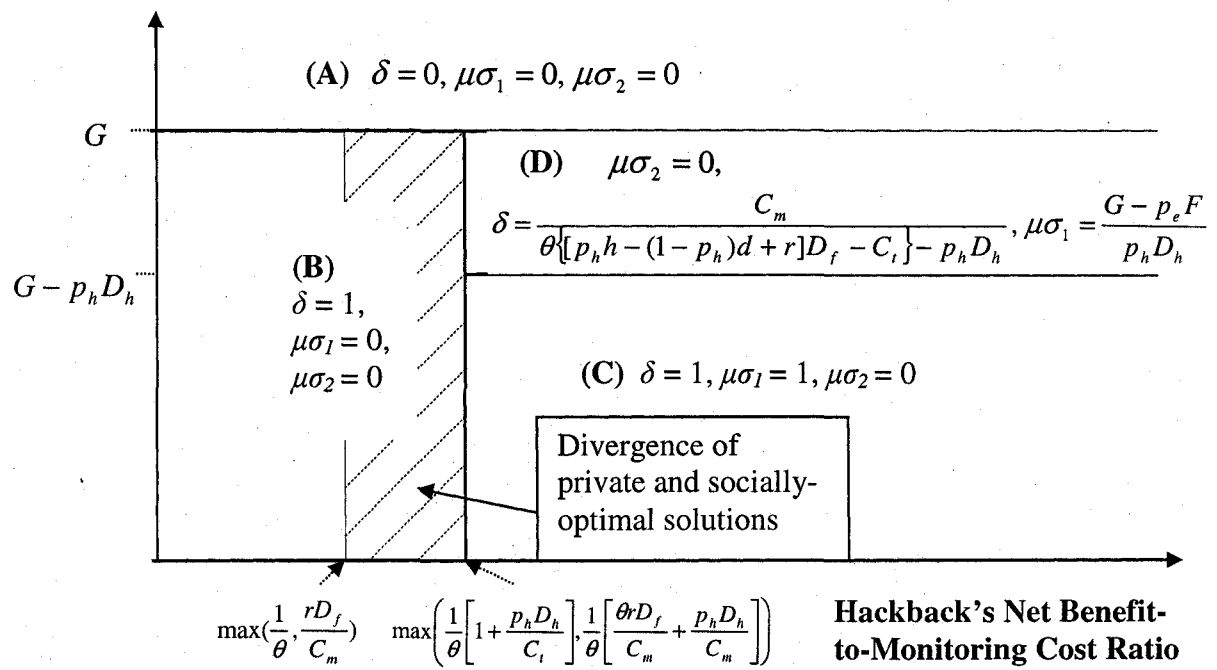 (A) δ = 0, μσ₁ = 0, μσ₂ = 0
G
(D) μσ₂ = 0,
δ = C_m / θ{[p_h h − (1 − p_h)d + r]D_f − C_t} − p_h D_h, μσ₁ = G − p_e F / p_h D_h
G − p_h D_h
(B)
δ = 1,
μσ₁ = 0,
μσ₂ = 0
(C) δ = 1, μσ₁ = 1, μσ₂ = 0
Divergence of
private and socially-
optimal solutions
max(1/θ, rD_f/C_m) max(1/θ[1 + p_h D_h/C_t], 1/θ[θrD_f/C_m + p_h D_h/C_m])
Hackback's Net Benefit-
to-Monitoring Cost Ratio